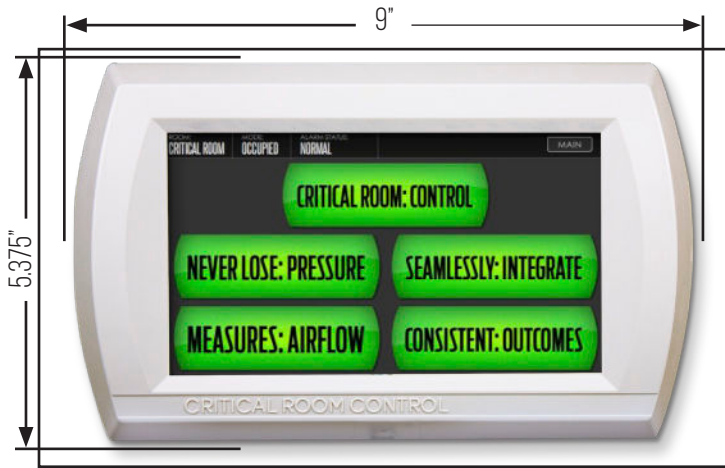 9"
5.375"
ROOM: MODE: ALARM STATUS:
CRITICAL ROOM OCCUPIED NORMAL MAIN
CRITICAL ROOM: CONTROL
NEVER LOSE: PRESSURE SEAMLESSLY: INTEGRATE
MEASURES: AIRFLOW CONSISTENT: OUTCOMES
CRITICAL ROOM CONTROL